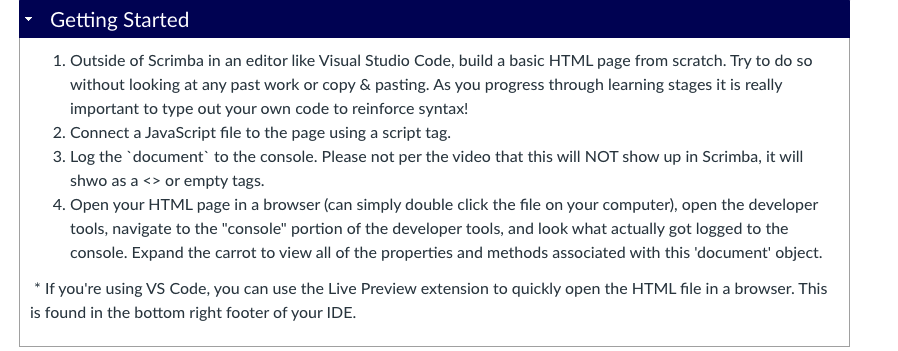 Getting Started
1. Outside of Scrimba in an editor like Visual Studio Code, build a basic HTML page from scratch. Try to do so
without looking at any past work or copy & pasting. As you progress through learning stages it is really
important to type out your own code to reinforce syntax!
2. Connect a JavaScript file to the page using a script tag.
3. Log the `document` to the console. Please not per the video that this will NOT show up in Scrimba, it will
shwo as a <> or empty tags.
4. Open your HTML page in a browser (can simply double click the file on your computer), open the developer
tools, navigate to the "console" portion of the developer tools, and look what actually got logged to the
console. Expand the carrot to view all of the properties and methods associated with this 'document' object.
* If you're using VS Code, you can use the Live Preview extension to quickly open the HTML file in a browser. This
is found in the bottom right footer of your IDE.